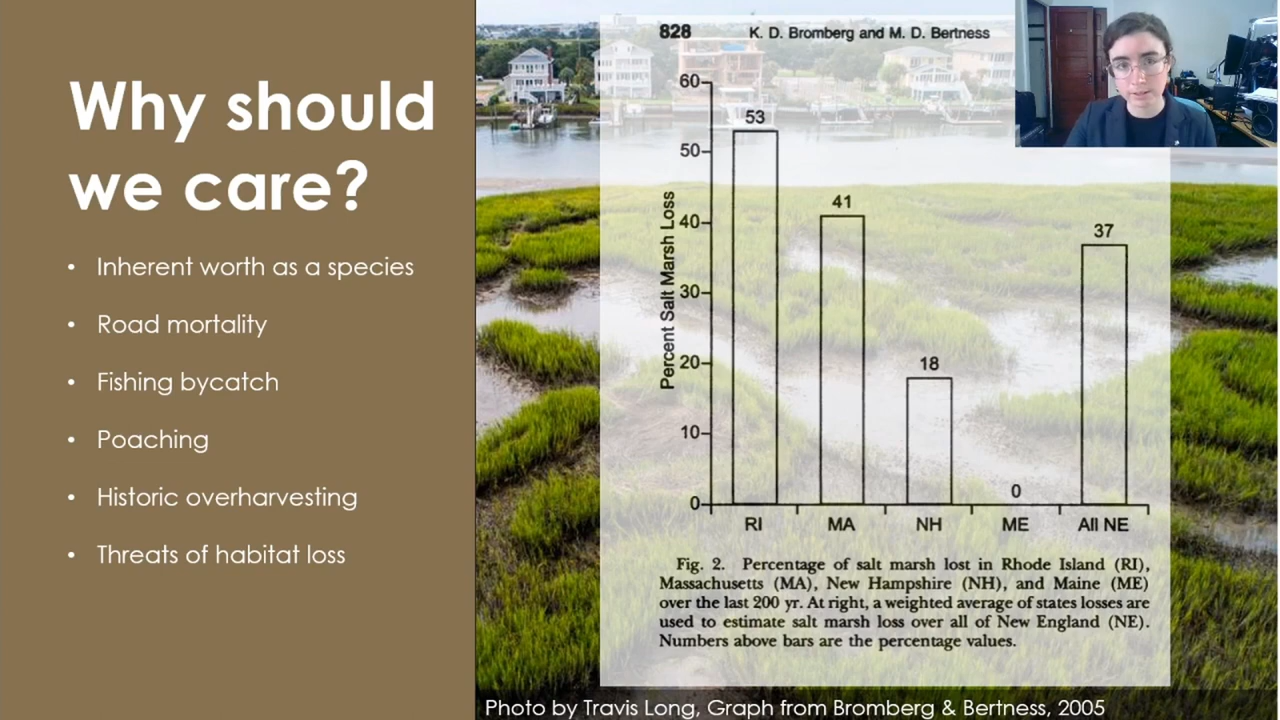 Why should
we care?
• Inherent worth as a species
• Road mortality
• Fishing bycatch
• Poaching
• Historic overharvesting
• Threats of habitat loss
828 K. D. Bromberg and M. D. Bertness
Percent Salt Marsh Loss
60
50
40
30
20
10
0
53
41
18
0
37
RI MA NH ME All NE
Fig. 2. Percentage of salt marsh lost in Rhode Island (RI),
Massachusetts (MA), New Hampshire (NH), and Maine (ME)
over the last 200 yr. At right, a weighted average of states losses are
used to estimate salt marsh loss over all of New England (NE).
Numbers above bars are the percentage values.
Photo by Travis Long, Graph from Bromberg & Bertness, 2005